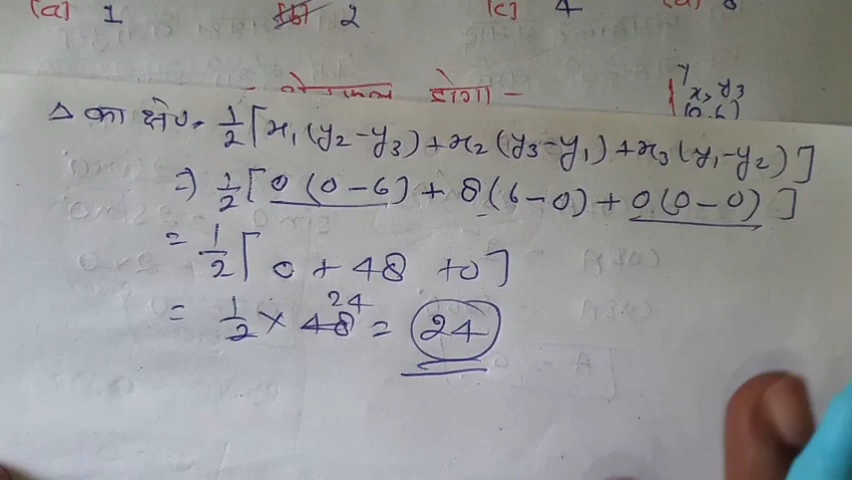 (a) 1 (b) 2 (c) 4 (d)
- क्षेत्रफल होगा -
y
x₃ y₃
(0,6)
△ का क्षे० = 1/2 [x₁(y₂-y₃)+x₂(y₃-y₁)+x₃(y₁-y₂)]
=) 1/2 [0(0-6) + 8(6-0) + 0(0-0)]
= 1/2 [0 + 48 + 0]
24
= 1/2 × 48 = 24